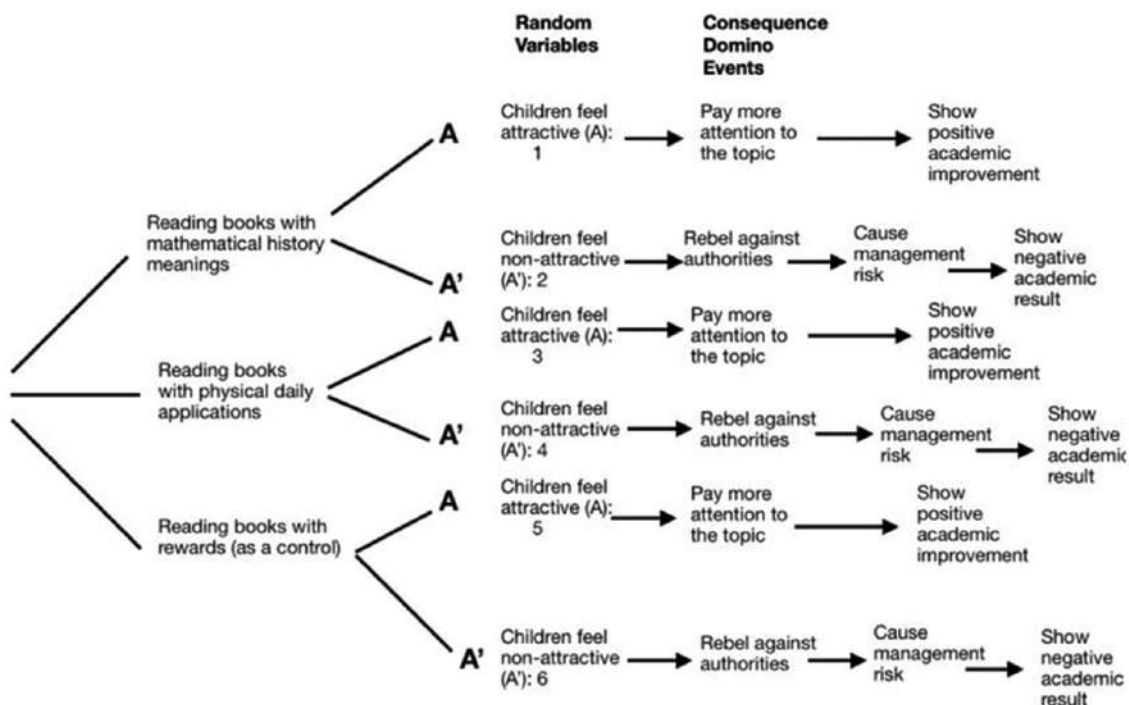 Random
Variables
Consequence
Domino
Events
A
Children feel
attractive (A):
1
Pay more
attention to
the topic
Show
positive
academic
improvement
Reading books with
mathematical history
meanings
A'
Children feel
non-attractive
(A'): 2
Rebel against
authorities
Cause
management
risk
Show
negative
academic
result
Reading books
with physical daily
applications
A
Children feel
attractive (A):
3
Pay more
attention to
the topic
Show
positive
academic
improvement
A'
Children feel
non-attractive
(A'): 4
Rebel against
authorities
Cause
management
risk
Show
negative
academic
result
Reading books with
rewards (as a control)
A
Children feel
attractive (A):
5
Pay more
attention to
the topic
Show
positive
academic
improvement
A'
Children feel
non-attractive
(A'): 6
Rebel against
authorities
Cause
management
risk
Show
negative
academic
result